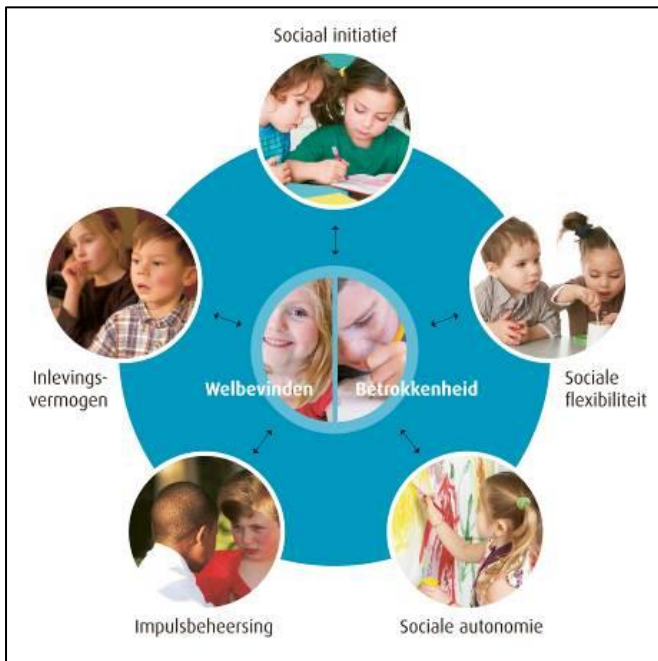 Sociaal initiatief
Inlevings-
vermogen
Welbevinden
Betrokkenheid
Sociale
flexibiliteit
Impulsbeheersing
Sociale autonomie